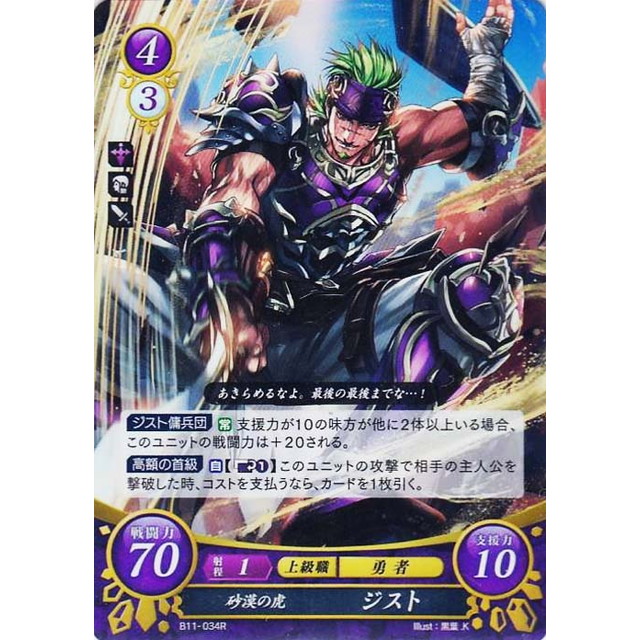 4
3
あきらめるなよ。最後の最後までな…!
ジスト傭兵団 常 支援力が10の味方が他に2体以上いる場合、
このユニットの戦闘力は+20される。
高額の首級 自【1】このユニットの攻撃で相手の主人公を
撃破した時、コストを支払うなら、カードを1枚引く。
戦闘力
70
射程 1 上級職 勇者
支援力
10
砂漠の虎 ジスト
B11-034R Illust:黒葉.K